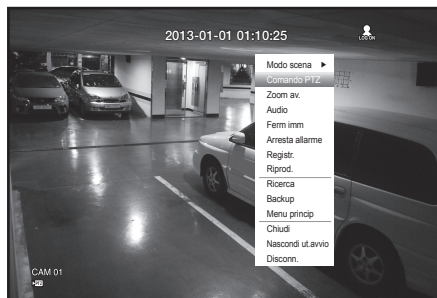 2013-01-01 01:10:25
LOG ON
Modo scena
Comando PTZ
Zoom av.
Audio
Ferm imm
Arresta allarme
Registr.
Riprod.
Ricerca
Backup
Menu princip
Chiudi
Nascondi ut.avvio
Disconn.
CAM 01